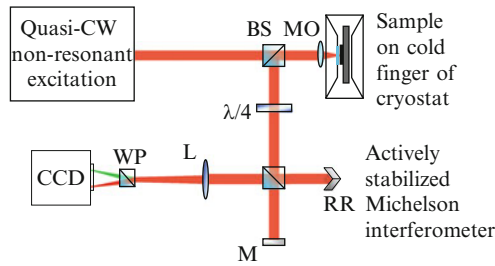 Quasi-CW
non-resonant
excitation
BS
MO
Sample
on cold
finger of
cryostat
λ/4
CCD
WP
L
RR
M
Actively
stabilized
Michelson
interferometer